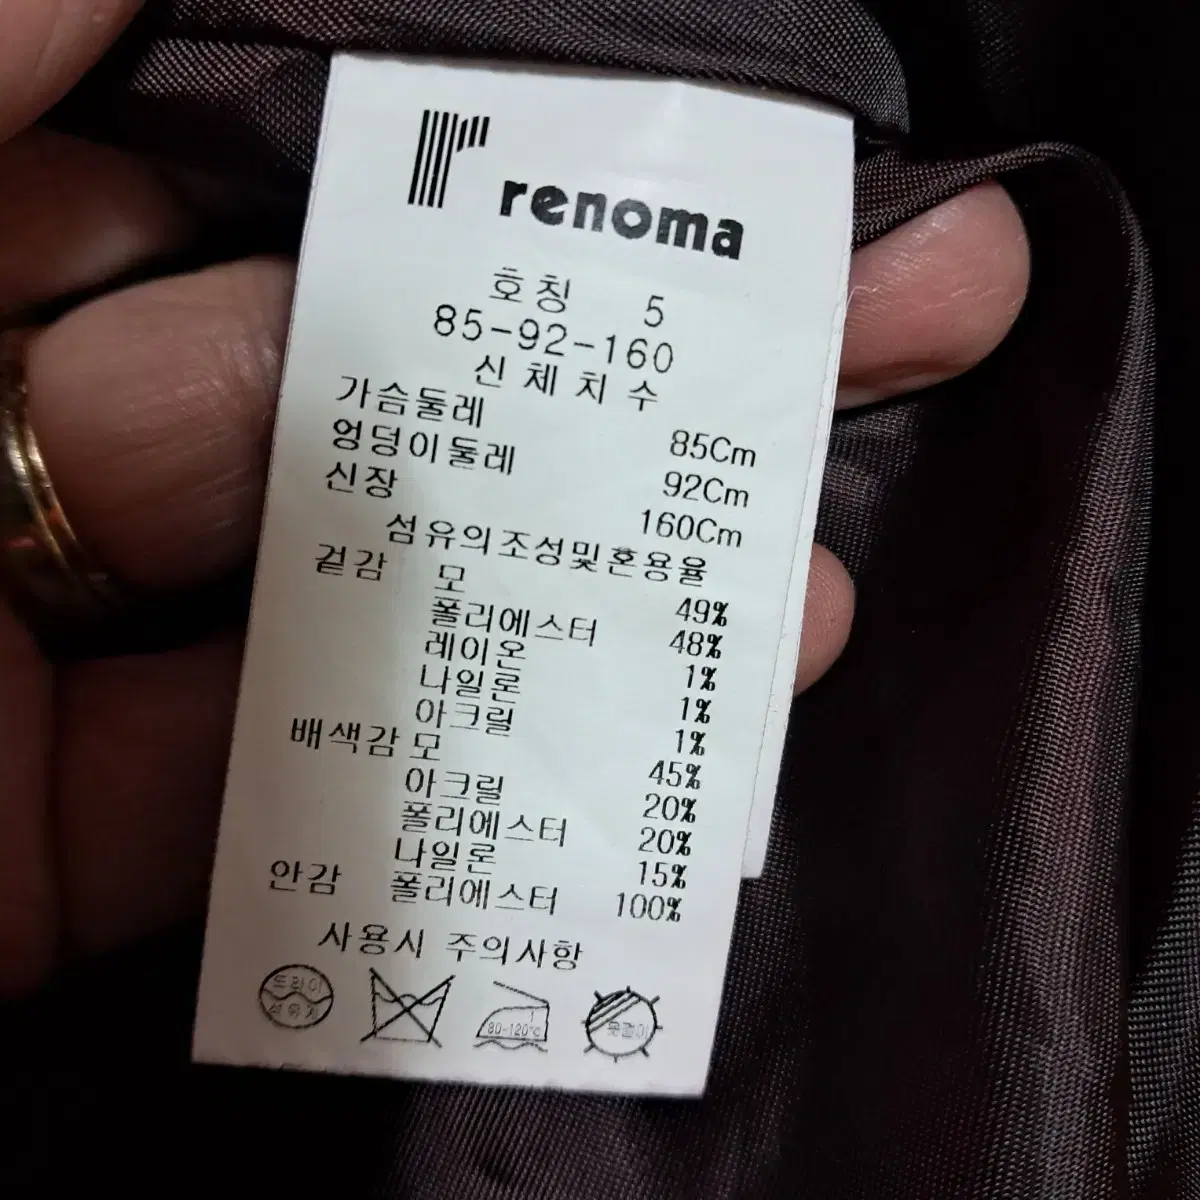 renoma
호칭 5
85-92-160
신체치수
가슴둘레 85Cm
엉덩이둘레 92Cm
신장 160Cm
섬유의조성및혼용율
겉감 모 49%
폴리에스터 48%
레이온 1%
나일론 1%
아크릴 1%
배색감 모 45%
아크릴 20%
폴리에스터 20%
나일론 15%
안감 폴리에스터 100%
사용시 주의사항
드라이
석유계
80-120℃
옷걸이